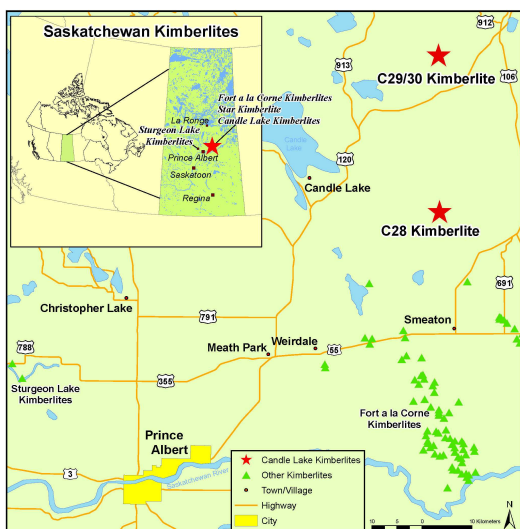 Saskatchewan Kimberlites
Fort a la Corne Kimberlites
Star Kimberlite
Candle Lake Kimberlites
La Ronge
Sturgeon Lake
Kimberlites
Prince Albert
Saskatoon
Regina
912
913
C29/30 Kimberlite
106
Candle
Lake
120
Candle Lake
C28 Kimberlite
691
Christopher Lake
791
Smeaton
Weirdale
Meath Park
55
788
355
Sturgeon Lake
Kimberlites
Fort a la Corne
Kimberlites
Prince
Albert
3
Saskatchewan River
Candle Lake Kimberlites
Other Kimberlites
Town/Village
Highway
City
N
10
0
10 Kilometers